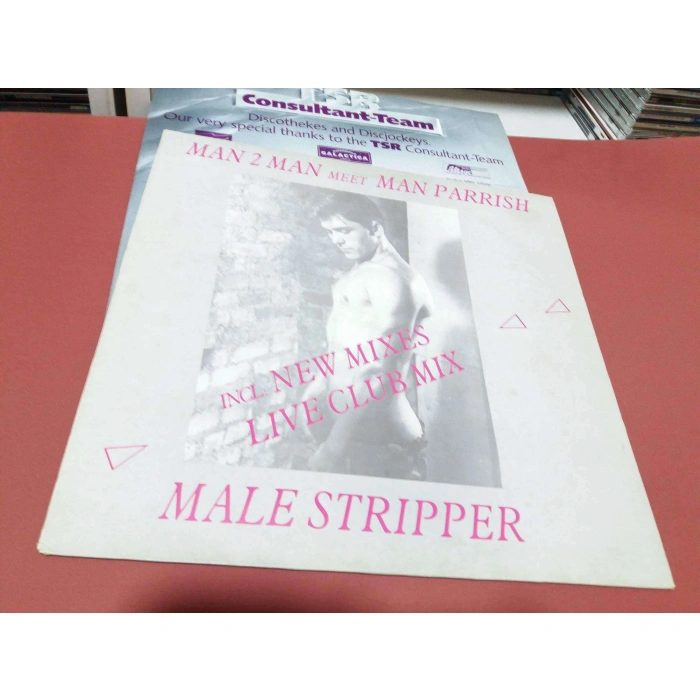 TSR
Consultant-Team
Discothekes and Discjockeys.
Our very special thanks to the TSR Consultant-Team
GALACTICA
MAN 2 MAN MEET MAN PARRISH
INCL. NEW MIXES
LIVE CLUB MIX
MALE STRIPPER